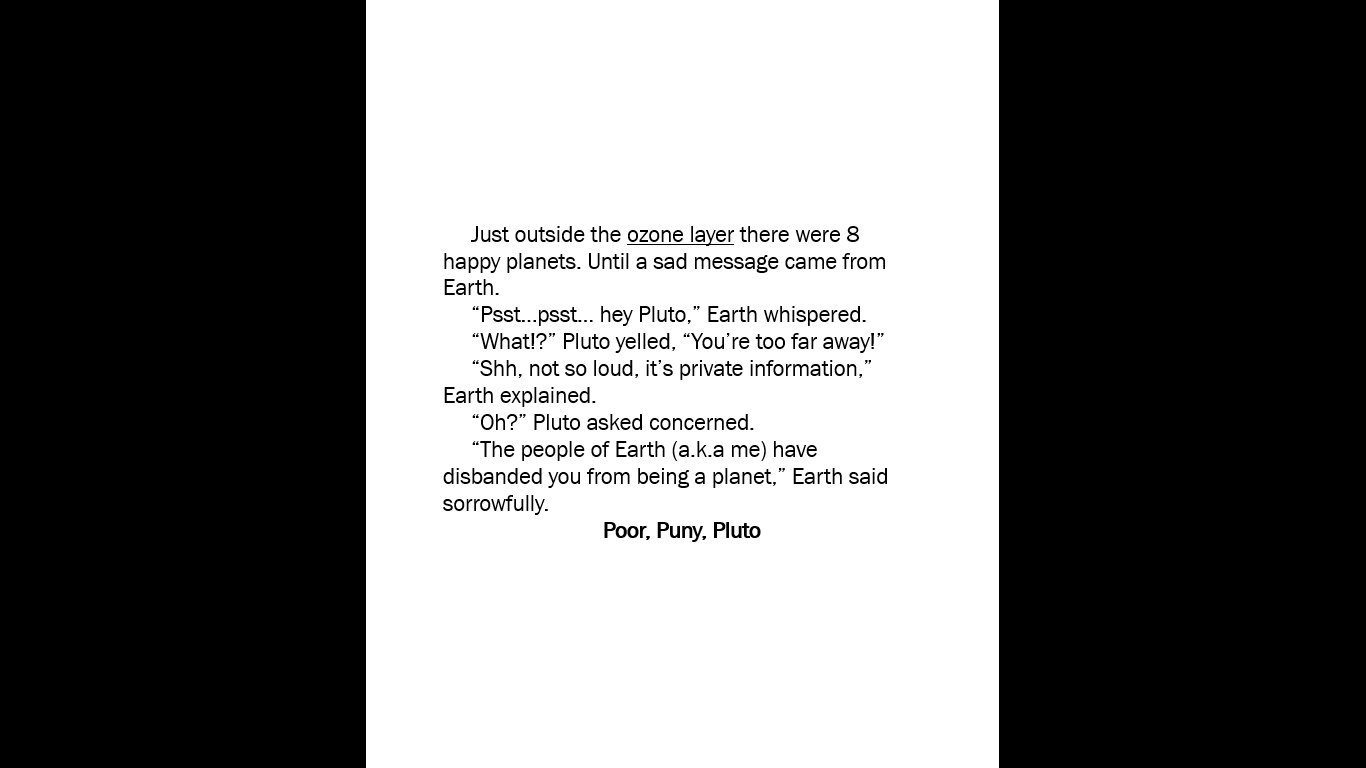 Just outside the ozone layer there were 8
happy planets. Until a sad message came from
Earth.
“Psst...psst... hey Pluto,” Earth whispered.
“What!?” Pluto yelled, “You’re too far away!”
“Shh, not so loud, it’s private information,”
Earth explained.
“Oh?” Pluto asked concerned.
“The people of Earth (a.k.a me) have
disbanded you from being a planet,” Earth said
sorrowfully.
Poor, Puny, Pluto